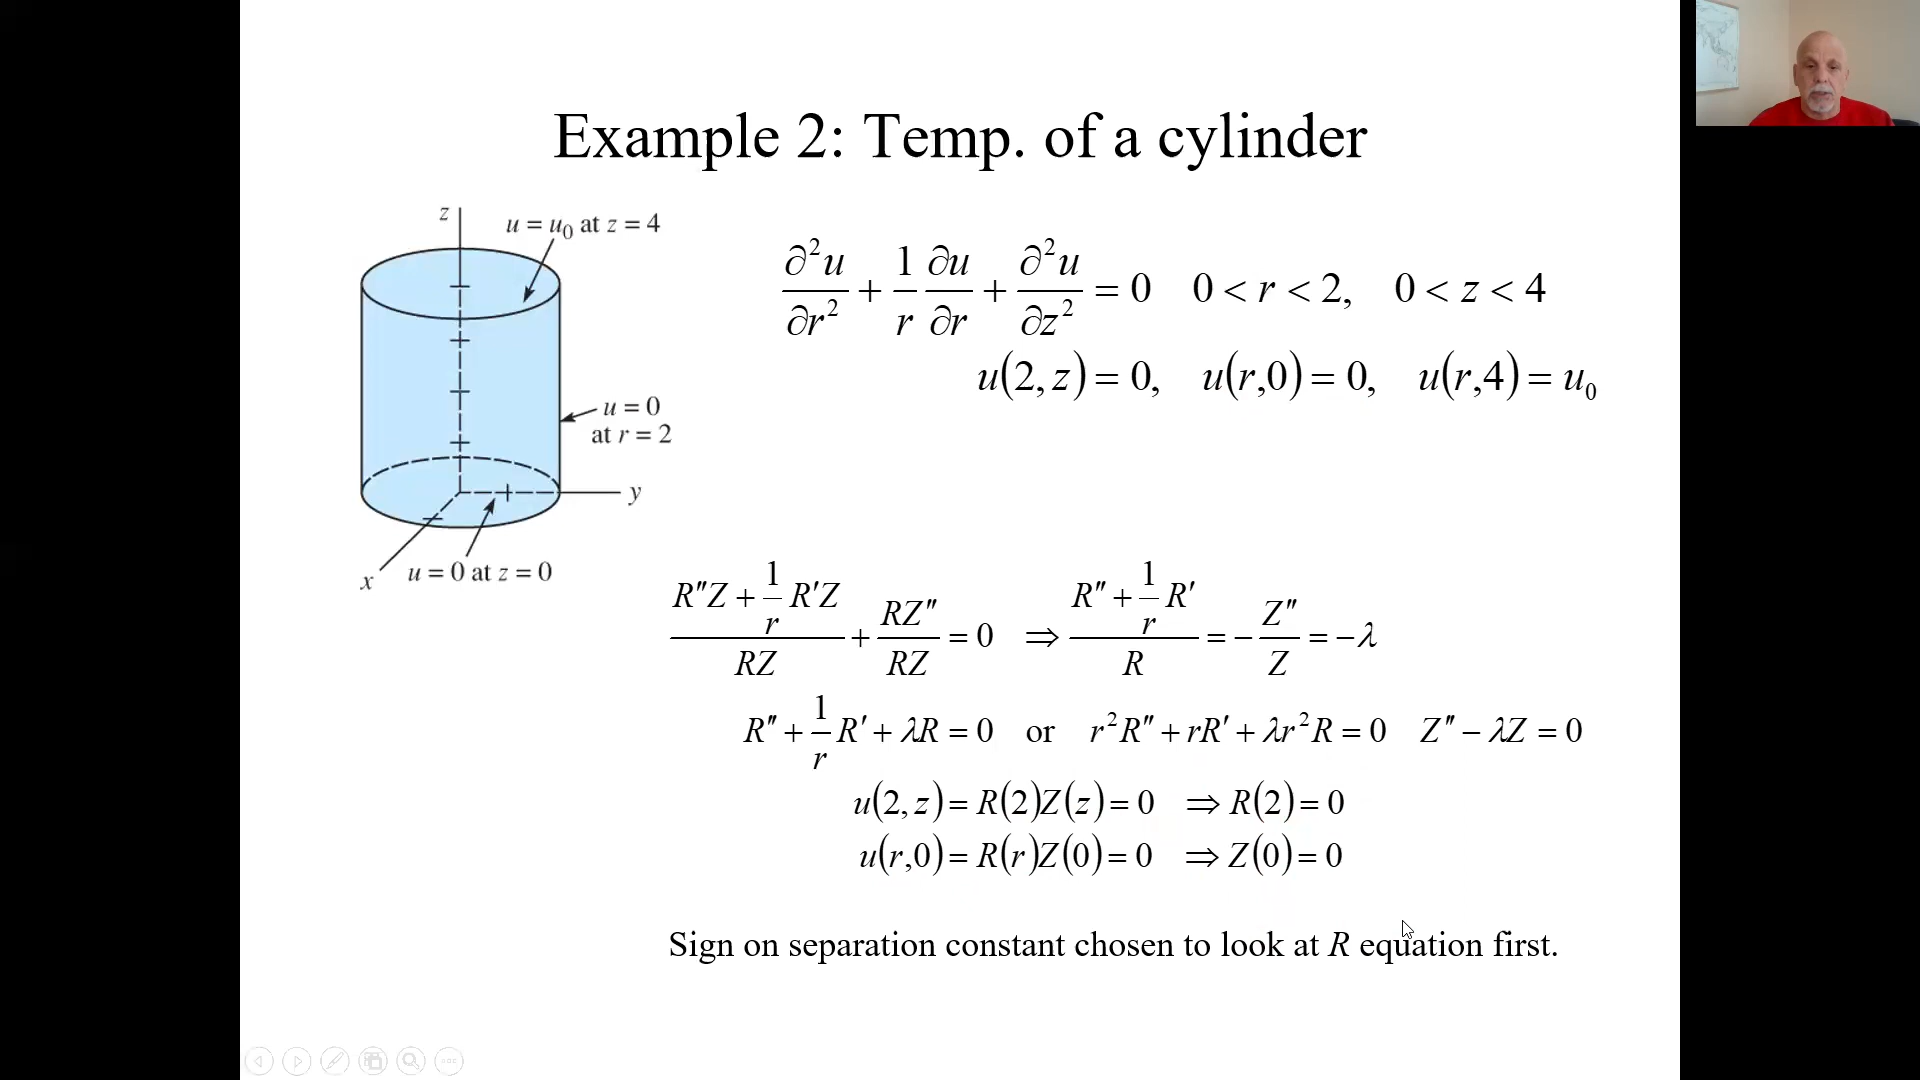 Example 2: Temp. of a cylinder
z
u = u₀ at z = 4
∂²u/∂r² + 1/r ∂u/∂r + ∂²u/∂z² = 0 0 < r < 2, 0 < z < 4
u(2, z) = 0, u(r,0) = 0, u(r,4) = u₀
u = 0
at r = 2
y
x
u = 0 at z = 0
(R″Z + 1/r R′Z)/RZ + RZ″/RZ = 0 ⇒ (R″ + 1/r R′)/R = − Z″/Z = −λ
R″ + 1/r R′ + λR = 0 or r²R″ + rR′ + λr²R = 0 Z″ − λZ = 0
u(2, z) = R(2)Z(z) = 0 ⇒ R(2) = 0
u(r,0) = R(r)Z(0) = 0 ⇒ Z(0) = 0
Sign on separation constant chosen to look at R equation first.